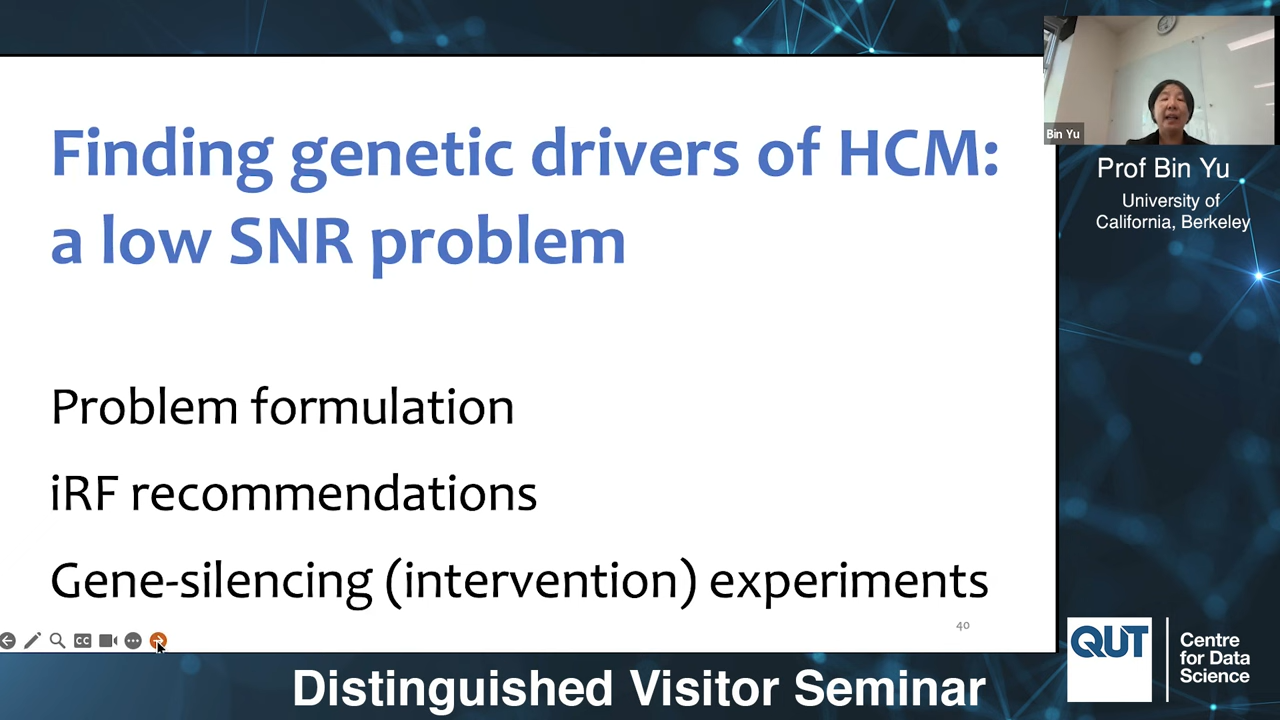 Finding genetic drivers of HCM:
a low SNR problem
Problem formulation
iRF recommendations
Gene-silencing (intervention) experiments
40
CC
Bin Yu
Prof Bin Yu
University of
California, Berkeley
QUT
Centre
for Data
Science
Distinguished Visitor Seminar